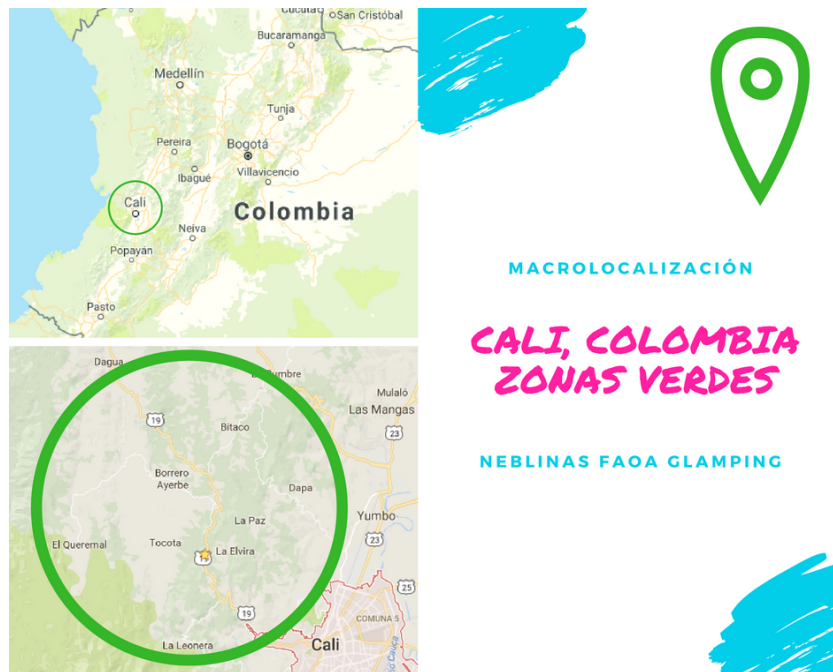 Cúcuta
San Cristóbal
Bucaramanga
Medellín
Tunja
Pereira
Bogotá
Ibagué
Villavicencio
Cali
Colombia
Neiva
Popayán
Pasto
MACROLOCALIZACIÓN
CALI, COLOMBIA
ZONAS VERDES
NEBLINAS FAOA GLAMPING
Dagua
Mulaló
Las Mangas
19
23
Bitaco
Borrero
Ayerbe
Dapa
Yumbo
La Paz
23
El Queremal
Tocota
La Elvira
19
25
19
COMUNA 5
La Leonera
Cali